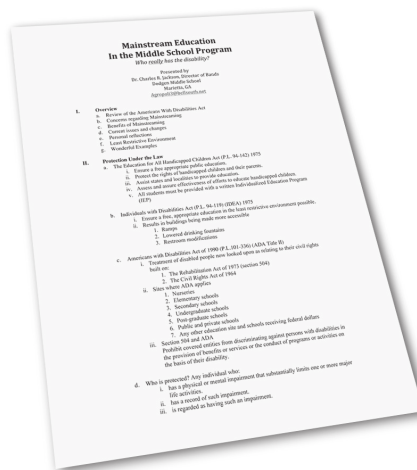 Mainstream Education
In the Middle School Program
Who really has the disability?
Presented by
Dr. Charles R. Jackson, Director of Bands
Dodgen Middle School
Marietta, GA
I. Overview
a. Review of the Americans With Disabilities Act
b. Concerns regarding Mainstreaming
c. Benefits of Mainstreaming
d. Current issues and changes
e. Personal reflections
f. Least Restrictive Environment
g. Wonderful Examples
II. Protection Under the Law
a. The Education for All Handicapped Children Act (P.L. 94-142) 1975
i. Ensure a free appropriate public education.
ii. Protect the rights of handicapped children and their parents.
iii. Assist states and localities to provide education.
iv. Assess and assure effectiveness of efforts to educate handicapped children.
v. All students must be provided with a written Individualized Education Program
(IEP)
b. Individuals with Disabilities Act (P.L. 94-119) (IDEA) 1975
i. Ensure a free, appropriate education in the least restrictive environment possible.
ii. Results in buildings being made more accessible
1. Ramps
2. Lowered drinking fountains
3. Restroom modifications
c. Americans with Disabilities Act of 1990 (P.L.101-336) (ADA Title II)
i. Treatment of disabled people now looked upon as relating to their civil rights
built on:
1. The Rehabilitation Act of 1973 (section 504)
2. The Civil Rights Act of 1964
ii. Sites where ADA applies
1. Nurseries
2. Elementary schools
3. Secondary schools
4. Undergraduate schools
5. Post-graduate schools
6. Public and private schools
7. Any other education site and schools receiving federal dollars
iii. Section 504 and ADA
Prohibit covered entities from discriminating against persons with disabilities in
the provision of benefits or services or the conduct of programs or activities on
the basis of their disability.
d. Who is protected? Any individual who:
i. has a physical or mental impairment that substantially limits one or more major
life activities.
ii. has a record of such impairment.
iii. is regarded as having such an impairment.